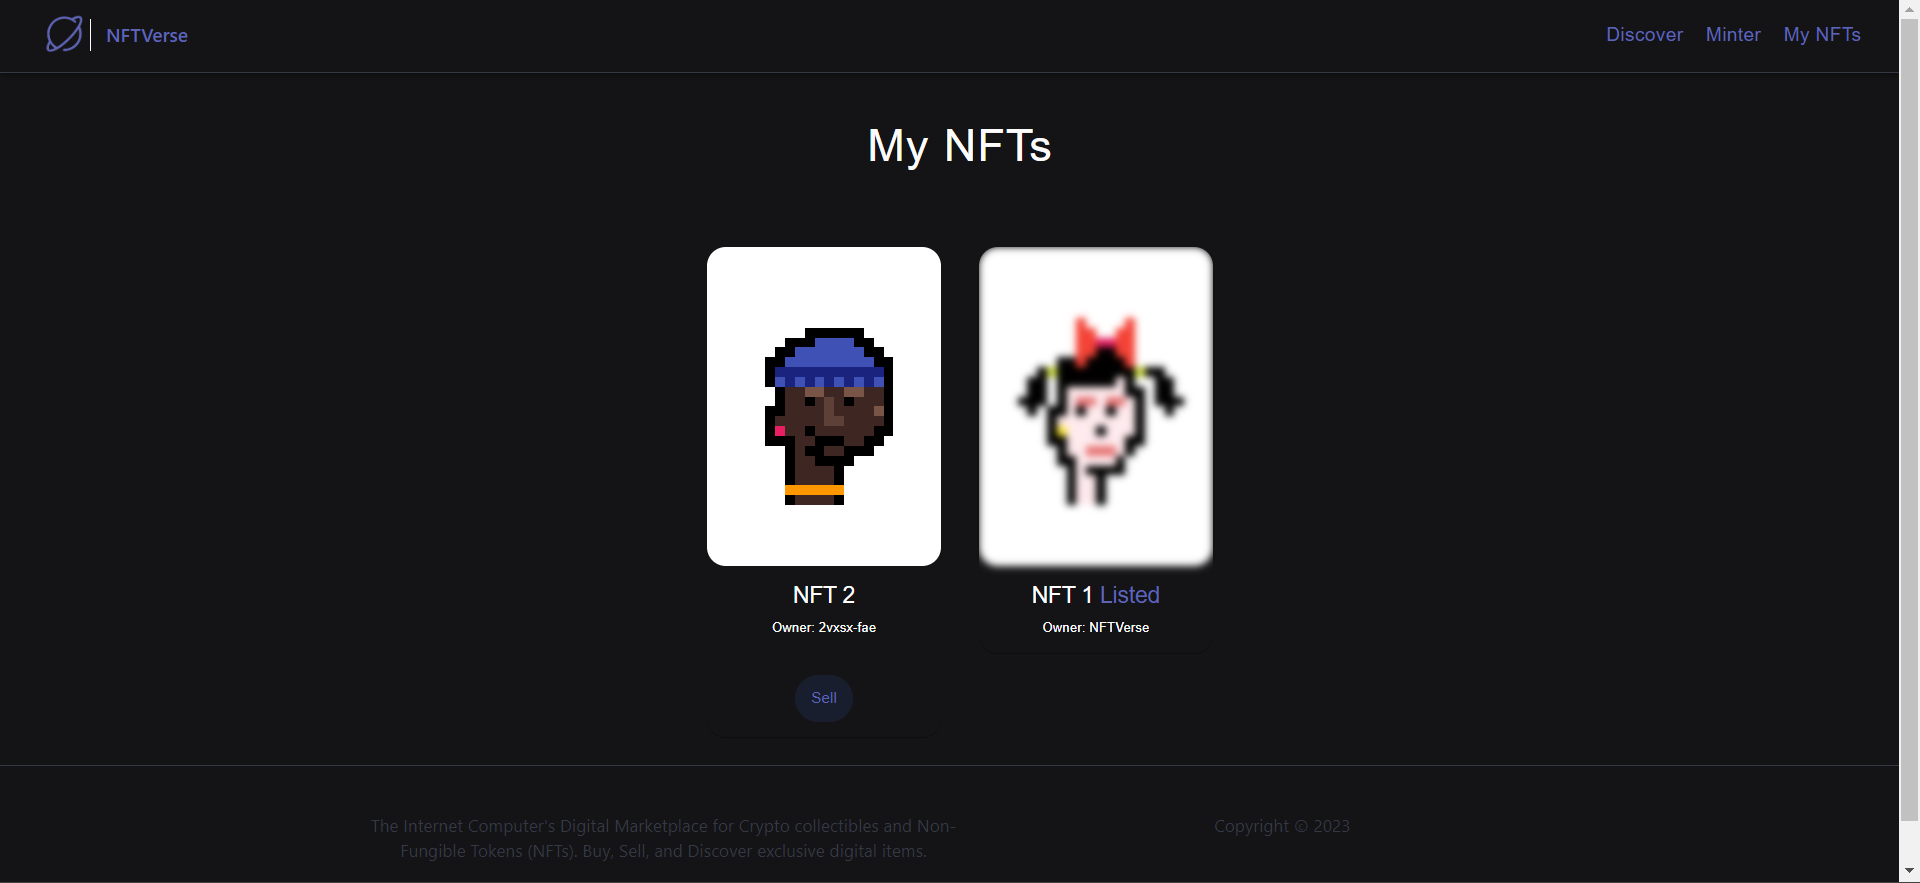 NFTVerse
Discover Minter My NFTs
My NFTs
NFT 2
Owner: 2vxsx-fae
Sell
NFT 1 Listed
Owner: NFTVerse
The Internet Computer's Digital Marketplace for Crypto collectibles and Non-
Fungible Tokens (NFTs). Buy, Sell, and Discover exclusive digital items.
Copyright © 2023